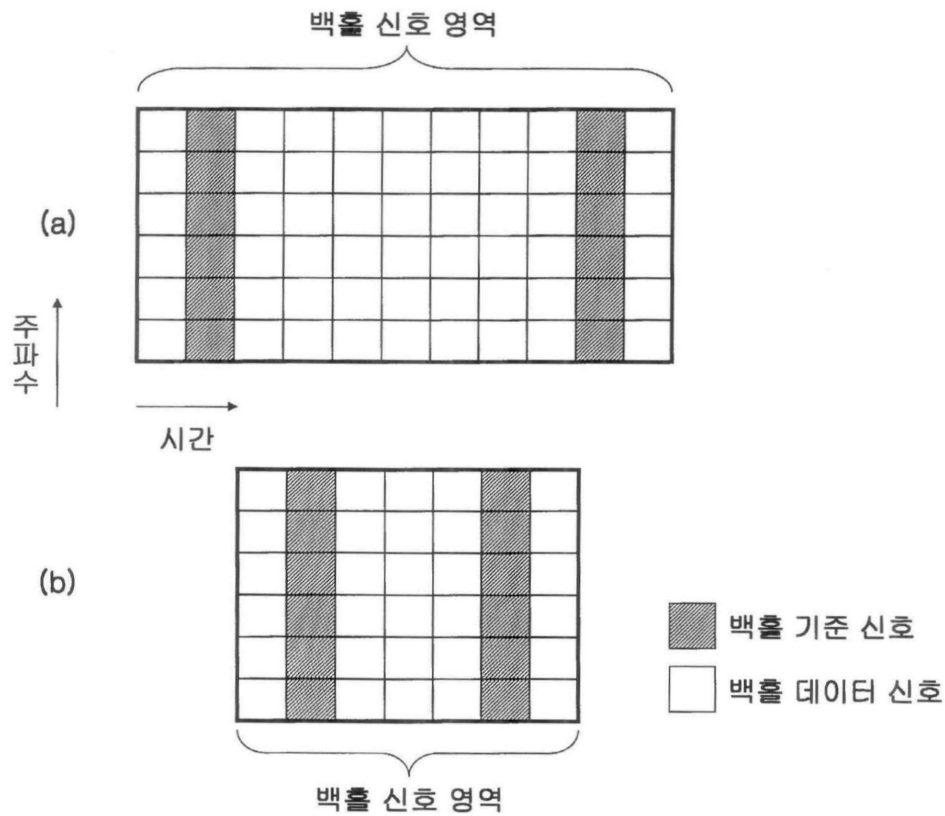 백홀 신호 영역
(a)
주파수
시간
(b)
백홀 기준 신호
백홀 데이터 신호
백홀 신호 영역